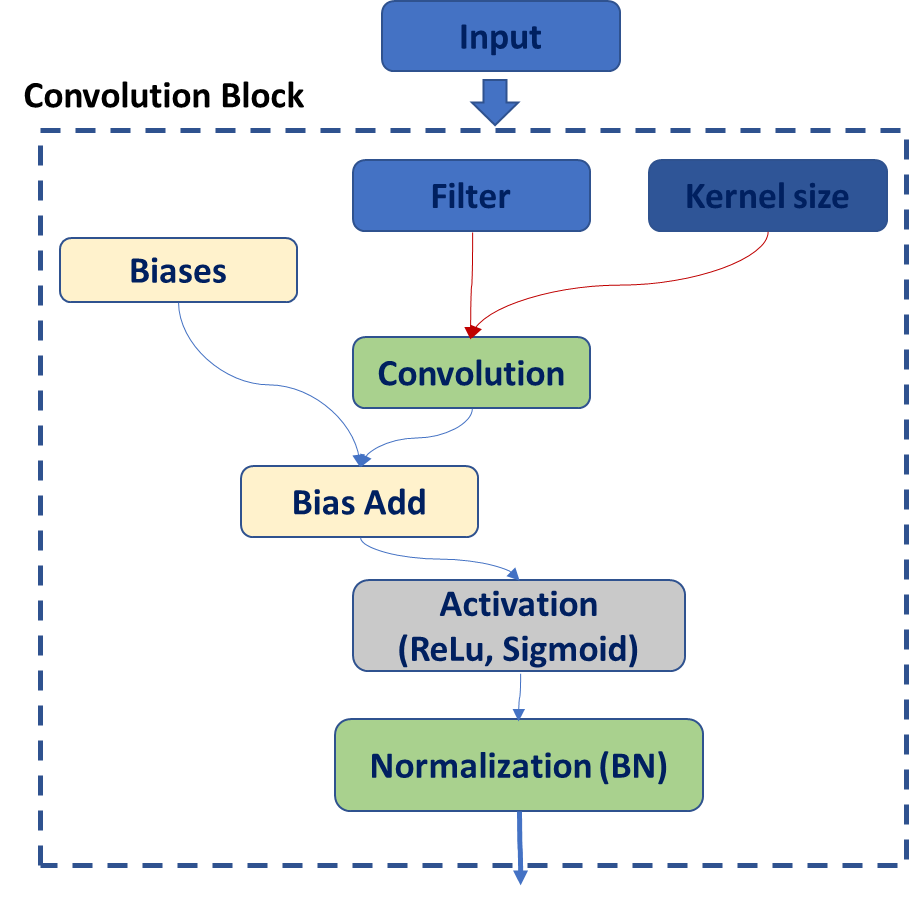 Input
Convolution Block
Filter
Kernel size
Biases
Convolution
Bias Add
Activation
(ReLu, Sigmoid)
Normalization (BN)